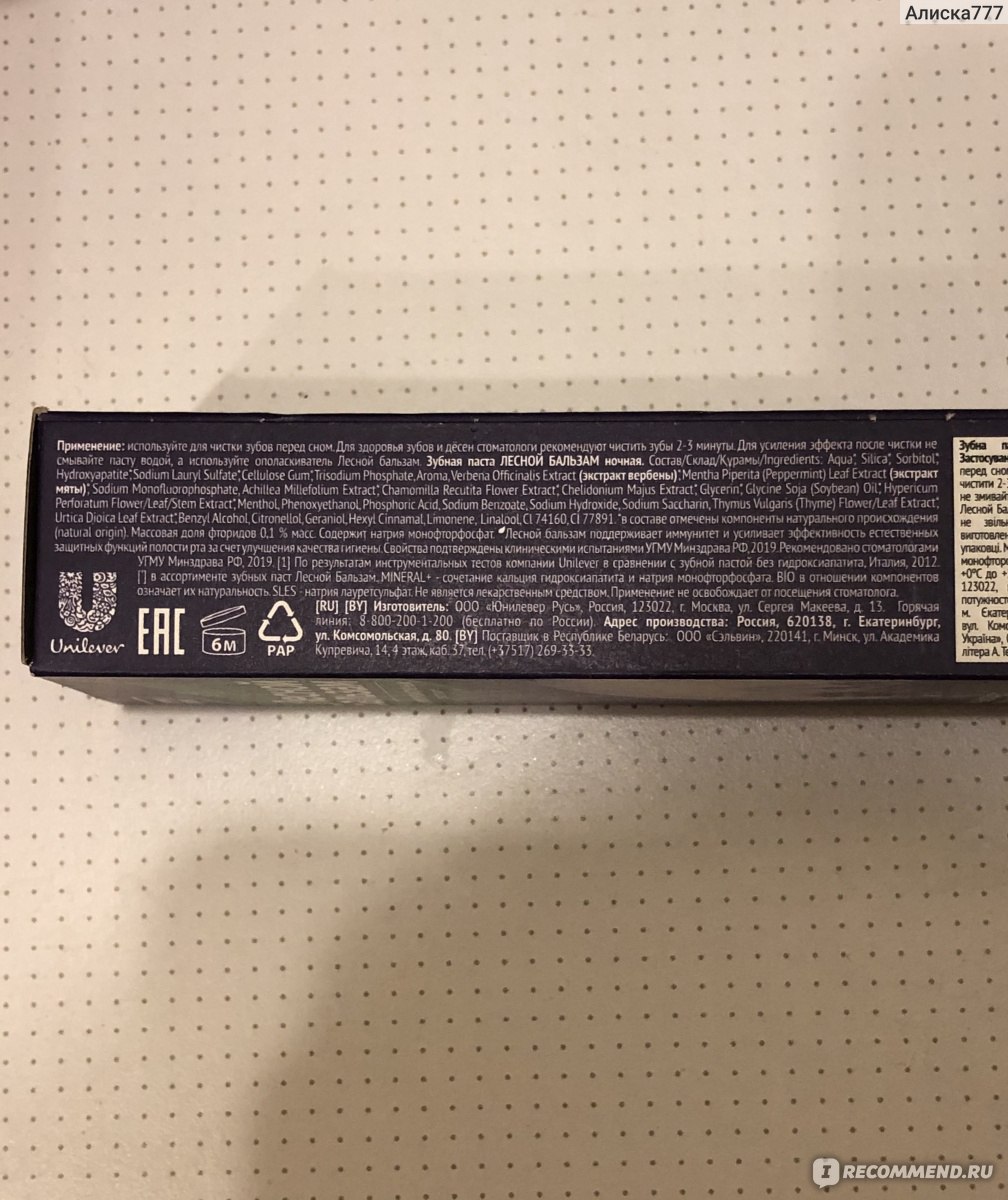 Алиска777
Применение: используйте для чистки зубов перед сном. Для здоровья зубов и дёсен стоматологи рекомендуют чистить зубы 2-3 минуты. Для усиления эффекта после чистки не
смывайте пасту водой, а используйте ополаскиватель Лесной бальзам. Зубная паста ЛЕСНОЙ БАЛЬЗАМ ночная. Состав/Склад/Курамы/Ingredients: Aqua*, Silica*, Sorbitol*,
Hydroxyapatite*, Sodium Lauryl Sulfate*, Cellulose Gum*, Trisodium Phosphate, Aroma, Verbena Officinalis Extract (экстракт вербены)*, Mentha Piperita (Peppermint) Leaf Extract (экстракт
мяты)*, Sodium Monofluorophosphate, Achillea Millefolium Extract*, Chamomilla Recutita Flower Extract*, Chelidonium Majus Extract*, Glycerin*, Glycine Soja (Soybean) Oil*, Hypericum
Perforatum Flower/Leaf/Stem Extract*, Menthol, Phenoxyethanol, Phosphoric Acid, Sodium Benzoate, Sodium Hydroxide, Sodium Saccharin, Thymus Vulgaris (Thyme) Flower/Leaf Extract*,
Urtica Dioica Leaf Extract*, Benzyl Alcohol, Citronellol, Geraniol, Hexyl Cinnamal, Limonene, Linalool, CI 74160, CI 77891. *в составе отмечены компоненты натурального происхождения
(natural origin). Массовая доля фторидов 0,1 % масс. Содержит натрия монофторфосфат. Лесной бальзам поддерживает иммунитет и усиливает эффективность естественных
защитных функций полости рта за счет улучшения качества гигиены. Свойства подтверждены клиническими испытаниями УГМУ Минздрава РФ, 2019. Рекомендовано стоматологами
УГМУ Минздрава РФ, 2019. [1] По результатам инструментальных тестов компании Unilever в сравнении с зубной пастой без гидроксиапатита, Италия, 2012.
[*] в ассортименте зубных паст Лесной Бальзам. MINERAL+ - сочетание кальция гидроксиапатита и натрия монофторфосфата. BIO в отношении компонентов
означает их натуральность. SLES - натрия лауретсульфат. Не является лекарственным средством. Применение не освобождает от посещения стоматолога.
[RU] [BY] Изготовитель: ООО «Юнилевер Русь», Россия, 123022, г. Москва, ул. Сергея Макеева, д. 13. Горячая
линия: 8-800-200-1-200 (бесплатно по России). Адрес производства: Россия, 620138, г. Екатеринбург,
ул. Комсомольская, д. 80. [BY] Поставщик в Республике Беларусь: ООО «Сэльвин», 220141, г. Минск, ул. Академика
Купревича, 14, 4 этаж, каб. 37, тел. (+37517) 269-33-33.
Unilever
EAC
6М
PAP
Зубна
Застосува
перед сно
чистити 2-
не змива
Лесной Ба
не звіль
виготовлен
упаковці.
монофтор
+0°С до +
123022,
потужност
м. Екате
вул. Комс
Україна»,
літера А. Те
RECOMMEND.RU